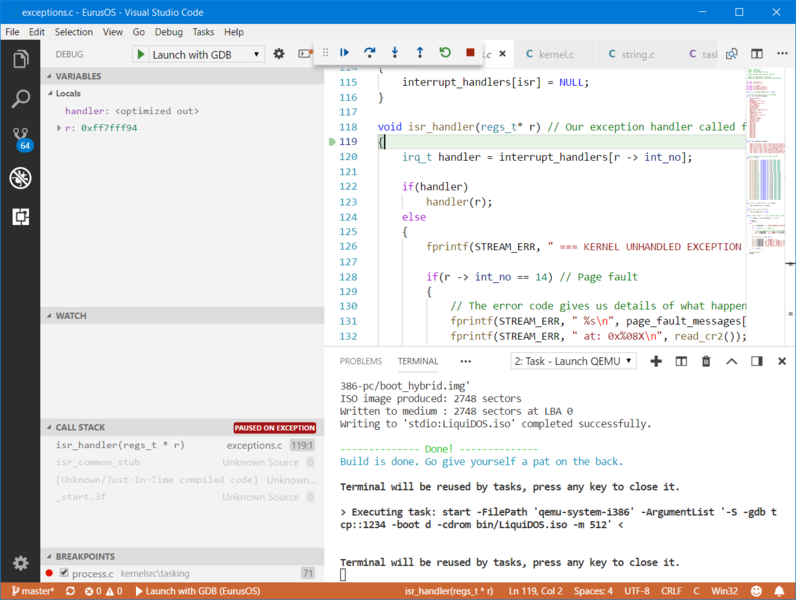 exceptions.c - EurusOS - Visual Studio Code
File Edit Selection View Go Debug Tasks Help
DEBUG Launch with GDB .c kernel.c string.c task
VARIABLES
Locals
handler: <optimized out>
r: 0xff7fff94
64
WATCH
CALL STACK PAUSED ON EXCEPTION
isr_handler(regs_t * r) exceptions.c 119:1
isr_common_stub Unknown Source 0
[Unknown/Just-In-Time compiled code] Unknown...
_start.3f Unknown Source 0
BREAKPOINTS
process.c kernelsrc\tasking 71
114 {
115 interrupt_handlers[isr] = NULL;
116 }
117
118 void isr_handler(regs_t* r) // Our exception handler called f
119 {
120 irq_t handler = interrupt_handlers[r -> int_no];
121
122 if(handler)
123 handler(r);
124 else
125 {
126 fprintf(STREAM_ERR, " === KERNEL UNHANDLED EXCEPTION
127
128 if(r -> int_no == 14) // Page fault
129 {
130 // The error code gives us details of what happen
131 fprintf(STREAM_ERR, " %s\n", page_fault_messages[
132 fprintf(STREAM_ERR, " at: 0x%08X\n", read_cr2());
PROBLEMS TERMINAL ••• 2: Task - Launch QEMU
386-pc/boot_hybrid.img'
ISO image produced: 2748 sectors
Written to medium : 2748 sectors at LBA 0
Writing to 'stdio:LiquiDOS.iso' completed successfully.
-------------- Done! --------------
Build is done. Go give yourself a pat on the back.
Terminal will be reused by tasks, press any key to close it.
> Executing task: start -FilePath 'qemu-system-i386' -ArgumentList '-S -gdb t
cp::1234 -boot d -cdrom bin/LiquiDOS.iso -m 512' <
Terminal will be reused by tasks, press any key to close it.
master* 0 0 Launch with GDB (EurusOS) isr_handler(regs_t * r) Ln 119, Col 2 Spaces: 4 UTF-8 CRLF C Win32